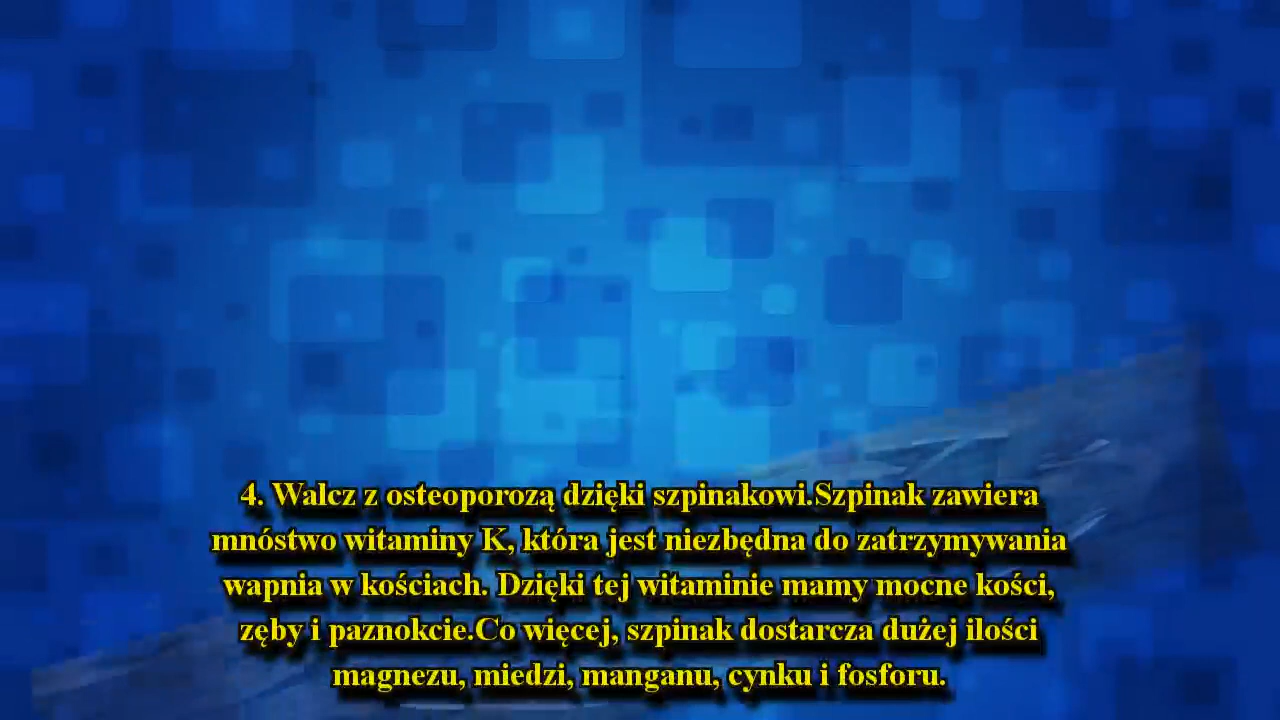 4. Walcz z osteoporozą dzięki szpinakowi.Szpinak zawiera
mnóstwo witaminy K, która jest niezbędna do zatrzymywania
wapnia w kościach. Dzięki tej witaminie mamy mocne kości,
zęby i paznokcie.Co więcej, szpinak dostarcza dużej ilości
magnezu, miedzi, manganu, cynku i fosforu.